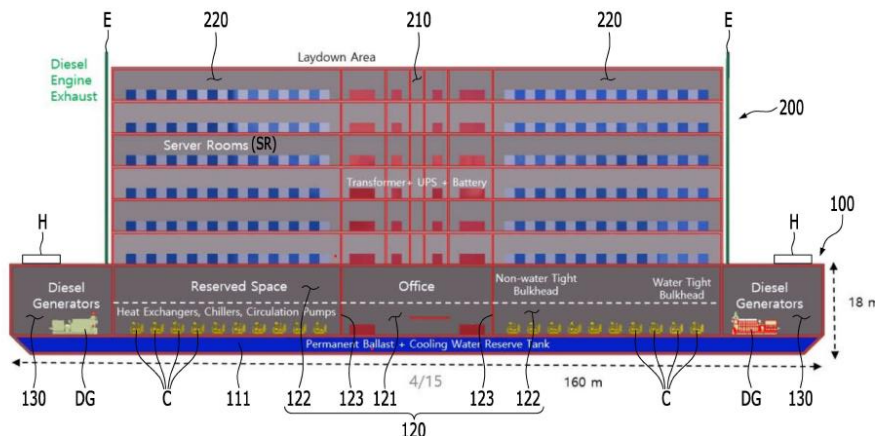 E 220 210 220 E
Laydown Area
Diesel
Engine
Exhaust
200
Server Rooms (SR)
Transformer + UPS + Battery
H H 100
Diesel
Generators
Reserved Space
Office
Non-water Tight
Bulkhead
Water Tight
Bulkhead
Diesel
Generators
Heat Exchangers, Chillers, Circulation Pumps
18 m
Permanent Ballast + Cooling Water Reserve Tank
4/15 160 m
130 DG C 111 122 123 121 123 122 C DG 130
120